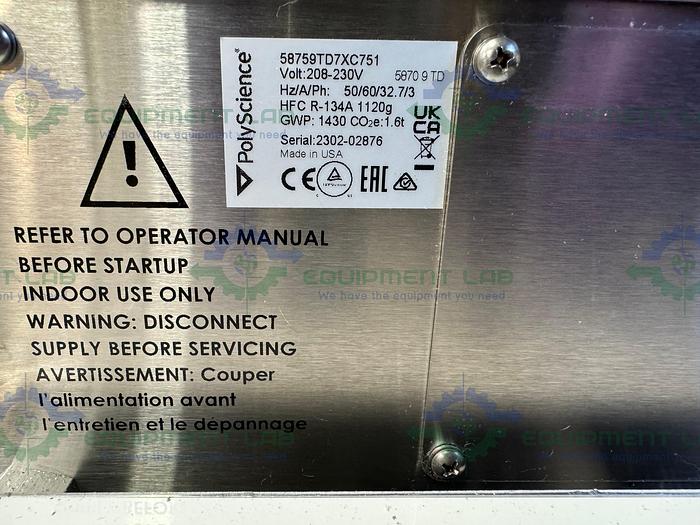 PolyScience®
58759TD7XC751
Volt:208-230V 5870 9 TD
Hz/A/Ph: 50/60/32.7/3
HFC R-134A 1120g
GWP: 1430 CO2e:1.6t
Serial:2302-02876
Made in USA
UK
CA
CE
EAC
REFER TO OPERATOR MANUAL
BEFORE STARTUP
INDOOR USE ONLY
WARNING: DISCONNECT
SUPPLY BEFORE SERVICING
AVERTISSEMENT: Couper
l'alimentation avant
l'entretien et le dépannage
EQUIPMENT LAB
We have the equipment you need